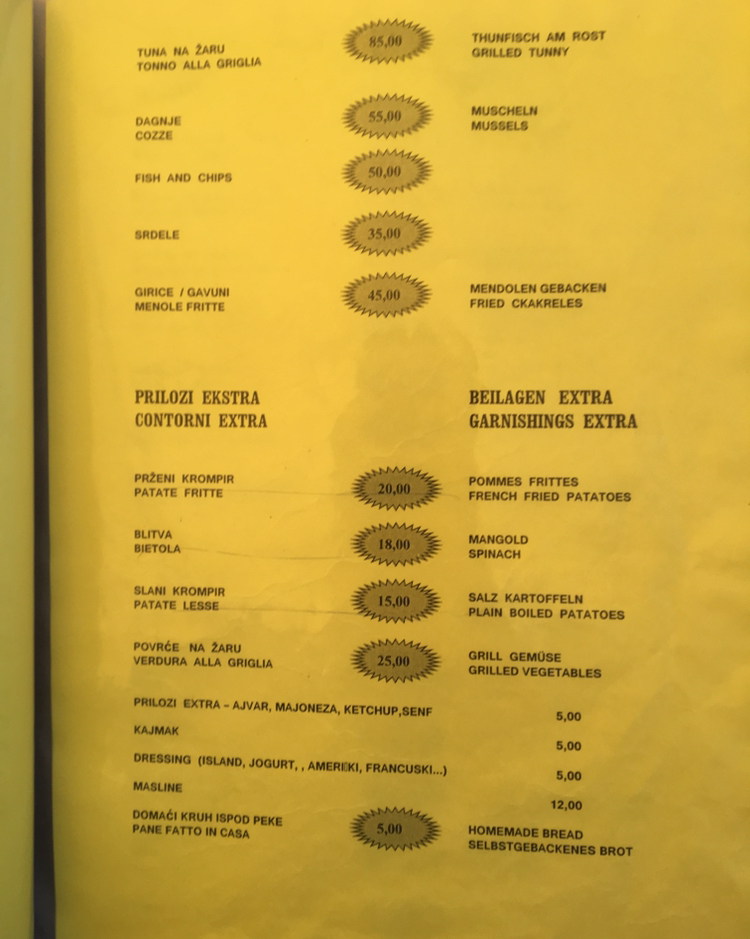 TUNA NA ŽARU
TONNO ALLA GRIGLIA
85,00
THUNFISCH AM ROST
GRILLED TUNNY
DAGNJE
COZZE
55,00
MUSCHELN
MUSSELS
FISH AND CHIPS
50,00
SRDELE
35,00
GIRICE / GAVUNI
MENOLE FRITTE
45,00
MENDOLEN GEBACKEN
FRIED CKAKRELES
PRILOZI EKSTRA
CONTORNI EXTRA
BEILAGEN EXTRA
GARNISHINGS EXTRA
PRŽENI KROMPIR
PATATE FRITTE
20,00
POMMES FRITTES
FRENCH FRIED PATATOES
BLITVA
BIETOLA
18,00
MANGOLD
SPINACH
SLANI KROMPIR
PATATE LESSE
15,00
SALZ KARTOFFELN
PLAIN BOILED PATATOES
POVRĆE NA ŽARU
VERDURA ALLA GRIGLIA
25,00
GRILL GEMÜSE
GRILLED VEGETABLES
PRILOZI EXTRA – AJVAR, MAJONEZA, KETCHUP,SENF
5,00
KAJMAK
5,00
DRESSING (ISLAND, JOGURT, , AMERIKI, FRANCUSKI...)
5,00
MASLINE
12,00
DOMAĆI KRUH ISPOD PEKE
PANE FATTO IN CASA
5,00
HOMEMADE BREAD
SELBSTGEBACKENES BROT